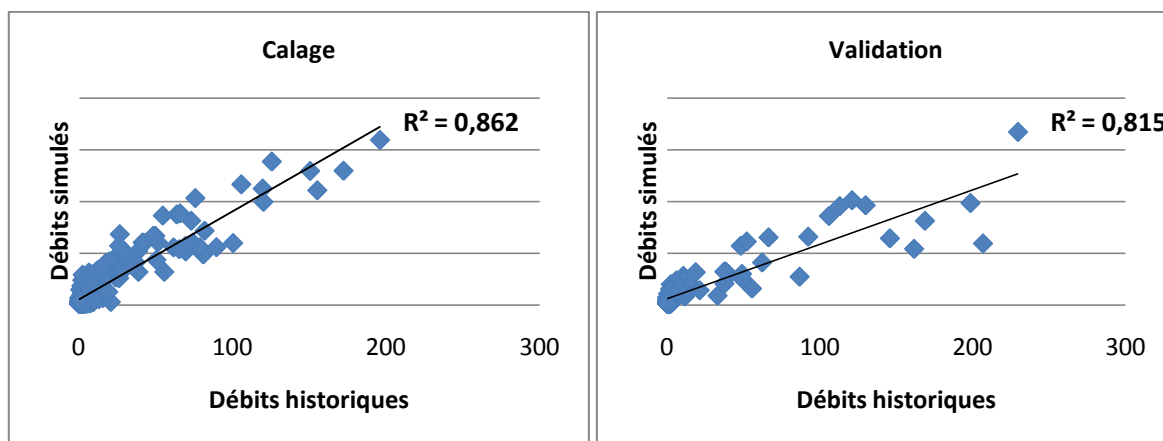 Calage
Débits simulés
R² = 0,862
0 100 200 300
Débits historiques
Validation
Débits simulés
R² = 0,815
0 100 200 300
Débits historiques